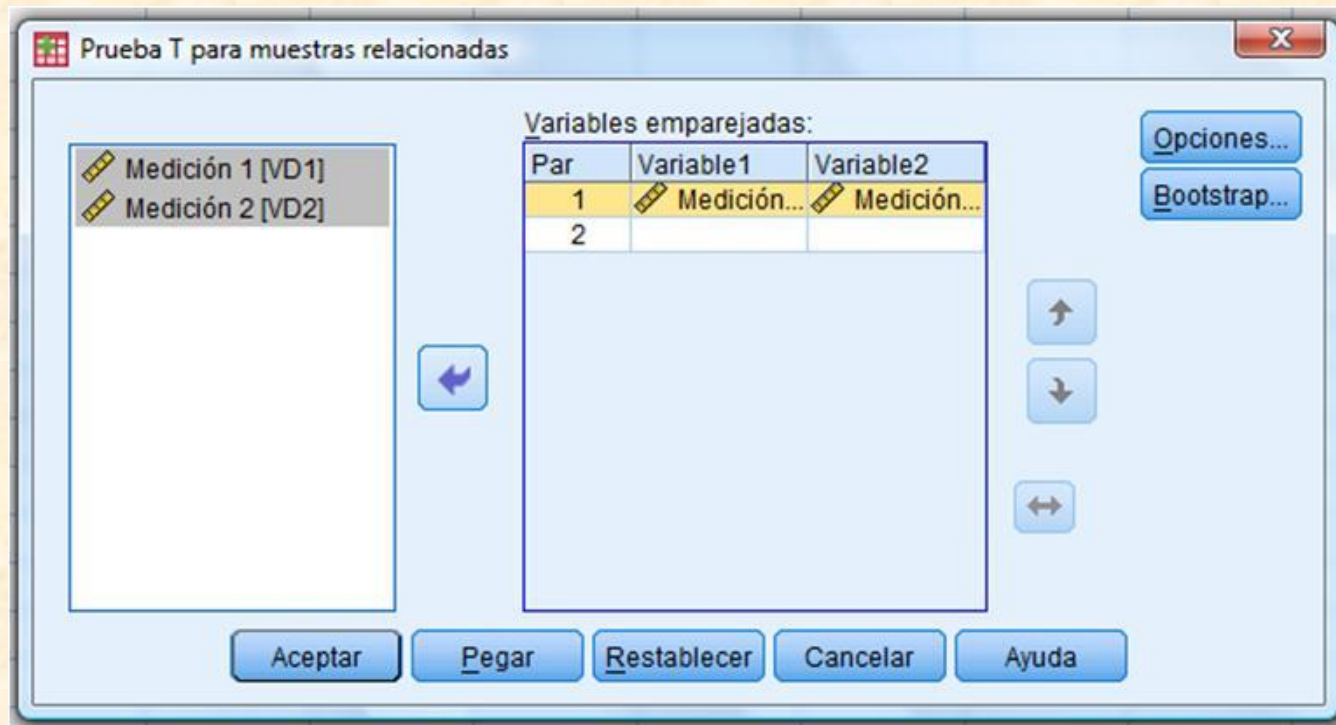 Prueba T para muestras relacionadas
Medición 1 [VD1]
Medición 2 [VD2]
Variables emparejadas:
Par Variable1 Variable2
1 Medición... Medición...
2
Opciones...
Bootstrap...
Aceptar Pegar Restablecer Cancelar Ayuda